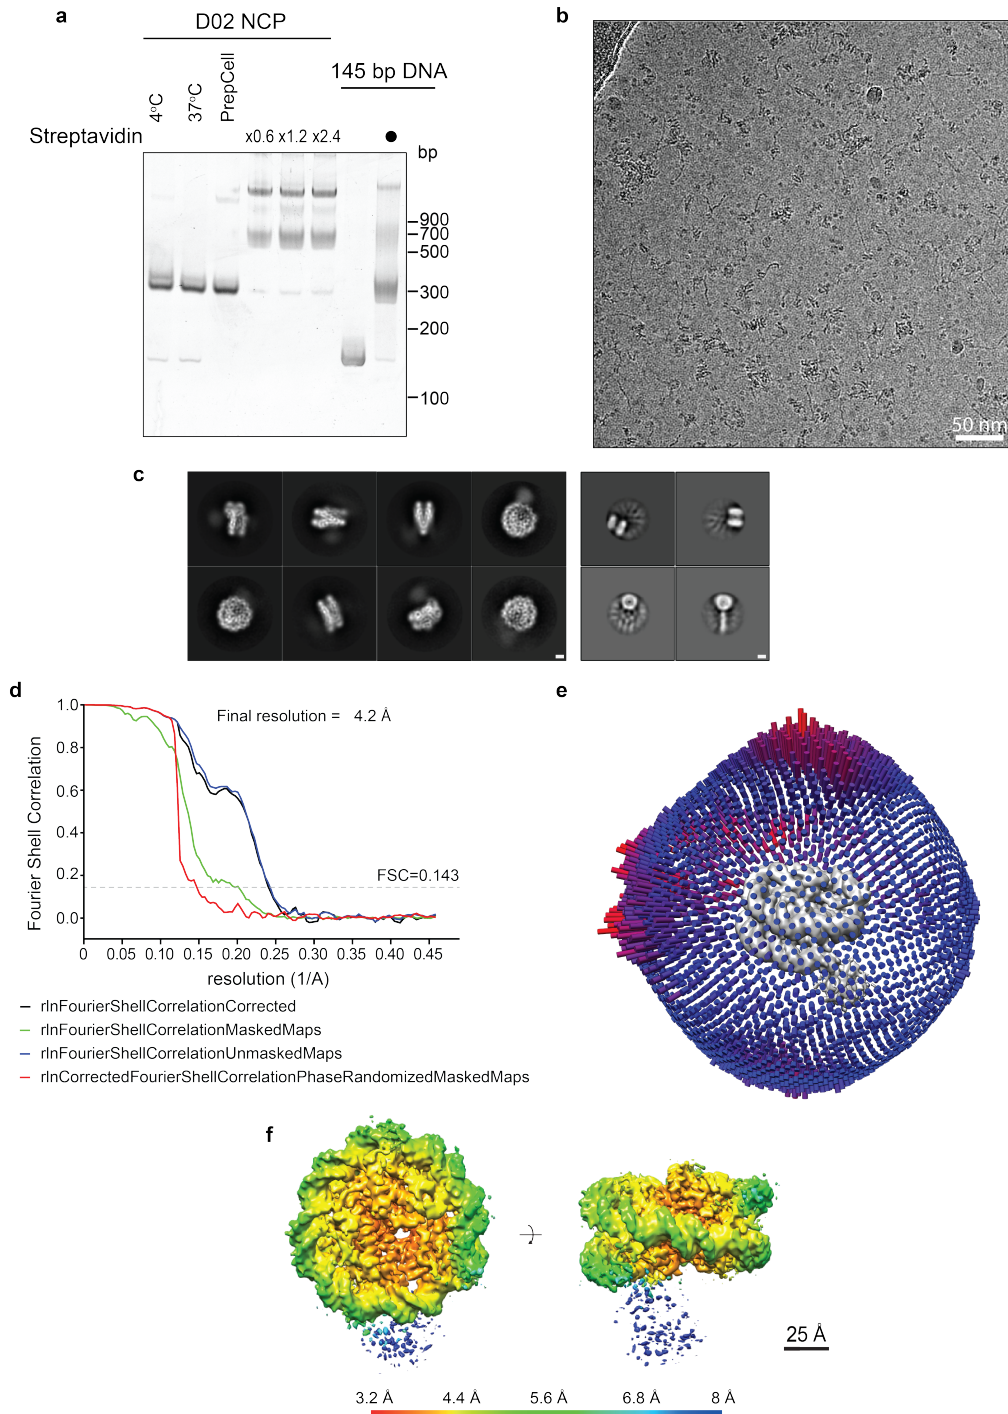 a
D02 NCP
4°C
37°C
PrepCell
145 bp DNA
Streptavidin
x0.6 x1.2 x2.4
bp
900
700
500
300
200
100
b
50 nm
c
d
Final resolution = 4.2 Å
FSC=0.143
Fourier Shell Correlation
1.0
0.8
0.6
0.4
0.2
0.0
0 0.05 0.10 0.15 0.20 0.25 0.30 0.35 0.40 0.45
resolution (1/A)
rlnFourierShellCorrelationCorrected
rlnFourierShellCorrelationMaskedMaps
rlnFourierShellCorrelationUnmaskedMaps
rlnCorrectedFourierShellCorrelationPhaseRandomizedMaskedMaps
e
f
25 Å
3.2 Å 4.4 Å 5.6 Å 6.8 Å 8 Å